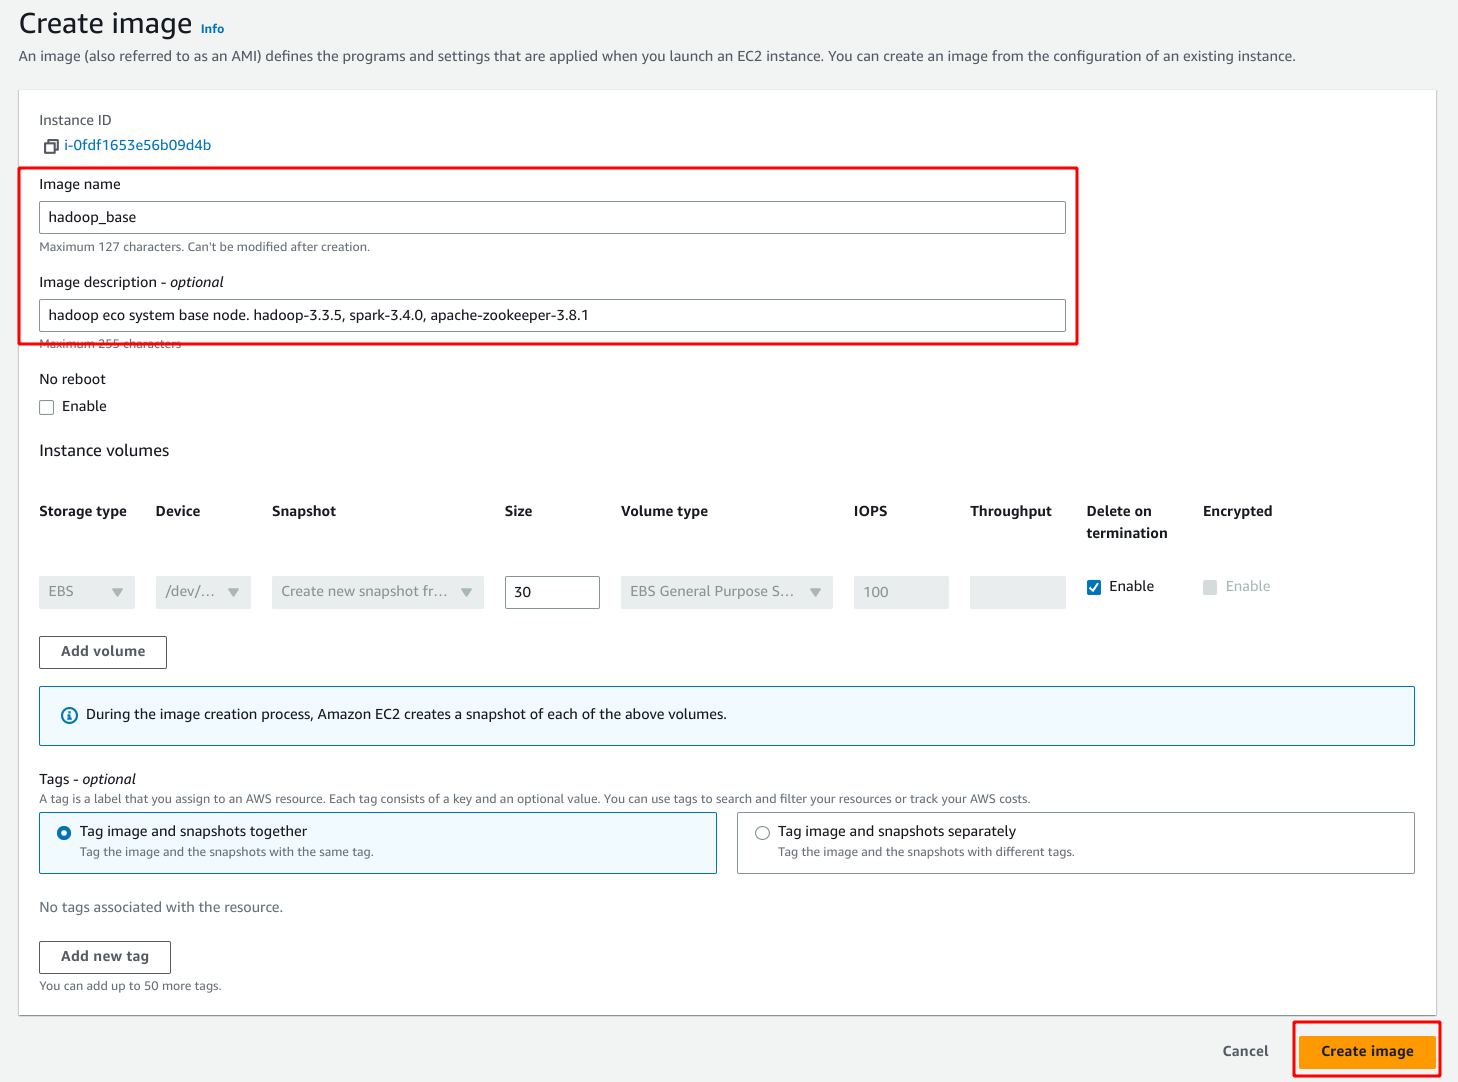 Create image Info
An image (also referred to as an AMI) defines the programs and settings that are applied when you launch an EC2 instance. You can create an image from the configuration of an existing instance.
Instance ID
i-0fdf1653e56b09d4b
Image name
hadoop_base
Maximum 127 characters. Can't be modified after creation.
Image description - optional
hadoop eco system base node. hadoop-3.3.5, spark-3.4.0, apache-zookeeper-3.8.1
Maximum 255 characters
No reboot
Enable
Instance volumes
Storage type Device Snapshot Size Volume type IOPS Throughput Delete on Encrypted
termination
EBS /dev/... Create new snapshot fr... 30 EBS General Purpose S... 100 Enable Enable
Add volume
During the image creation process, Amazon EC2 creates a snapshot of each of the above volumes.
Tags - optional
A tag is a label that you assign to an AWS resource. Each tag consists of a key and an optional value. You can use tags to search and filter your resources or track your AWS costs.
Tag image and snapshots together
Tag the image and the snapshots with the same tag.
Tag image and snapshots separately
Tag the image and the snapshots with different tags.
No tags associated with the resource.
Add new tag
You can add up to 50 more tags.
Cancel Create image